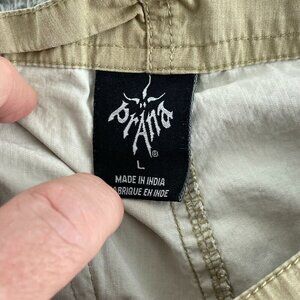 prAna
®
L
MADE IN INDIA
FABRIQUE EN INDE